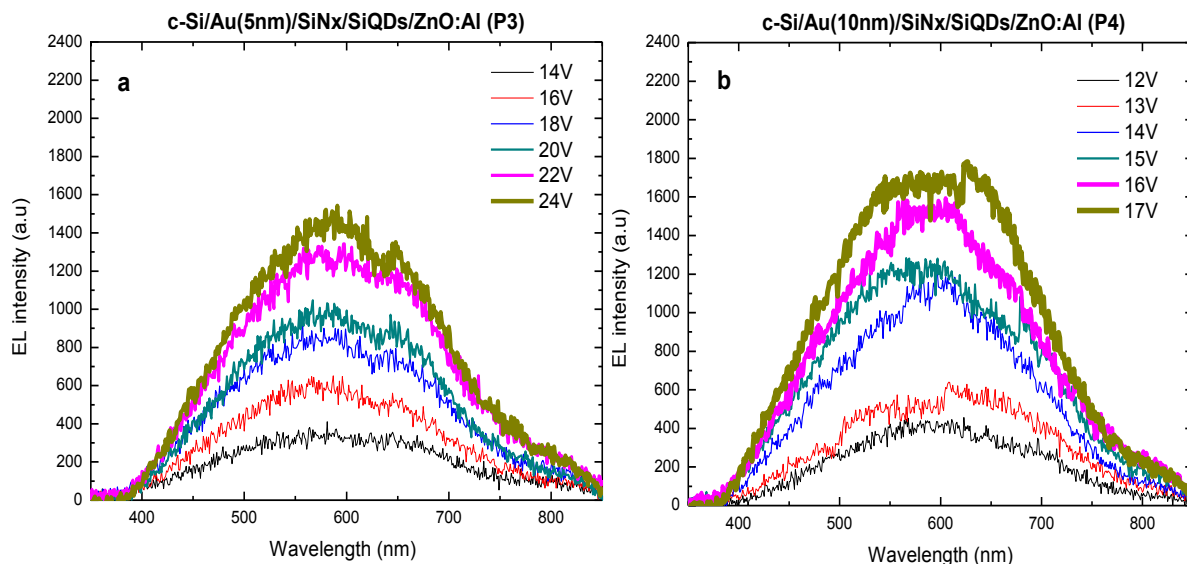 c-Si/Au(5nm)/SiNx/SiQDs/ZnO:Al (P3)
a
14V
16V
18V
20V
22V
24V
2400
2200
2000
1800
1600
1400
1200
1000
800
600
400
200
0
EL intensity (a.u)
400 500 600 700 800
Wavelength (nm)
c-Si/Au(10nm)/SiNx/SiQDs/ZnO:Al (P4)
b
12V
13V
14V
15V
16V
17V
2400
2200
2000
1800
1600
1400
1200
1000
800
600
400
200
0
EL intensity (a.u)
400 500 600 700 800
Wavelength (nm)